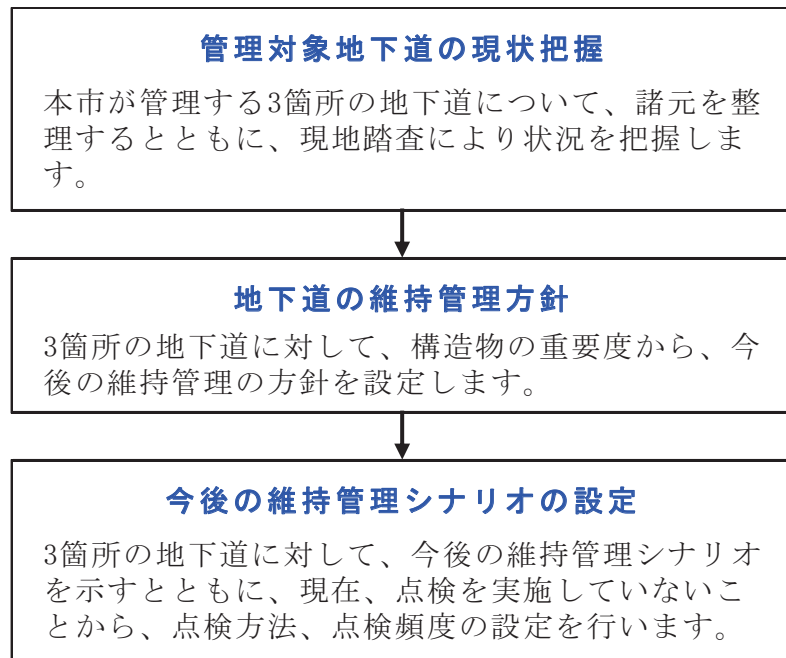 管理対象地下道の現状把握
本市が管理する3箇所の地下道について、諸元を整
理するとともに、現地踏査により状況を把握しま
す。
地下道の維持管理方針
3箇所の地下道に対して、構造物の重要度から、今
後の維持管理の方針を設定します。
今後の維持管理シナリオの設定
3箇所の地下道に対して、今後の維持管理シナリオ
を示すとともに、現在、点検を実施していないこ
とから、点検方法、点検頻度の設定を行います。